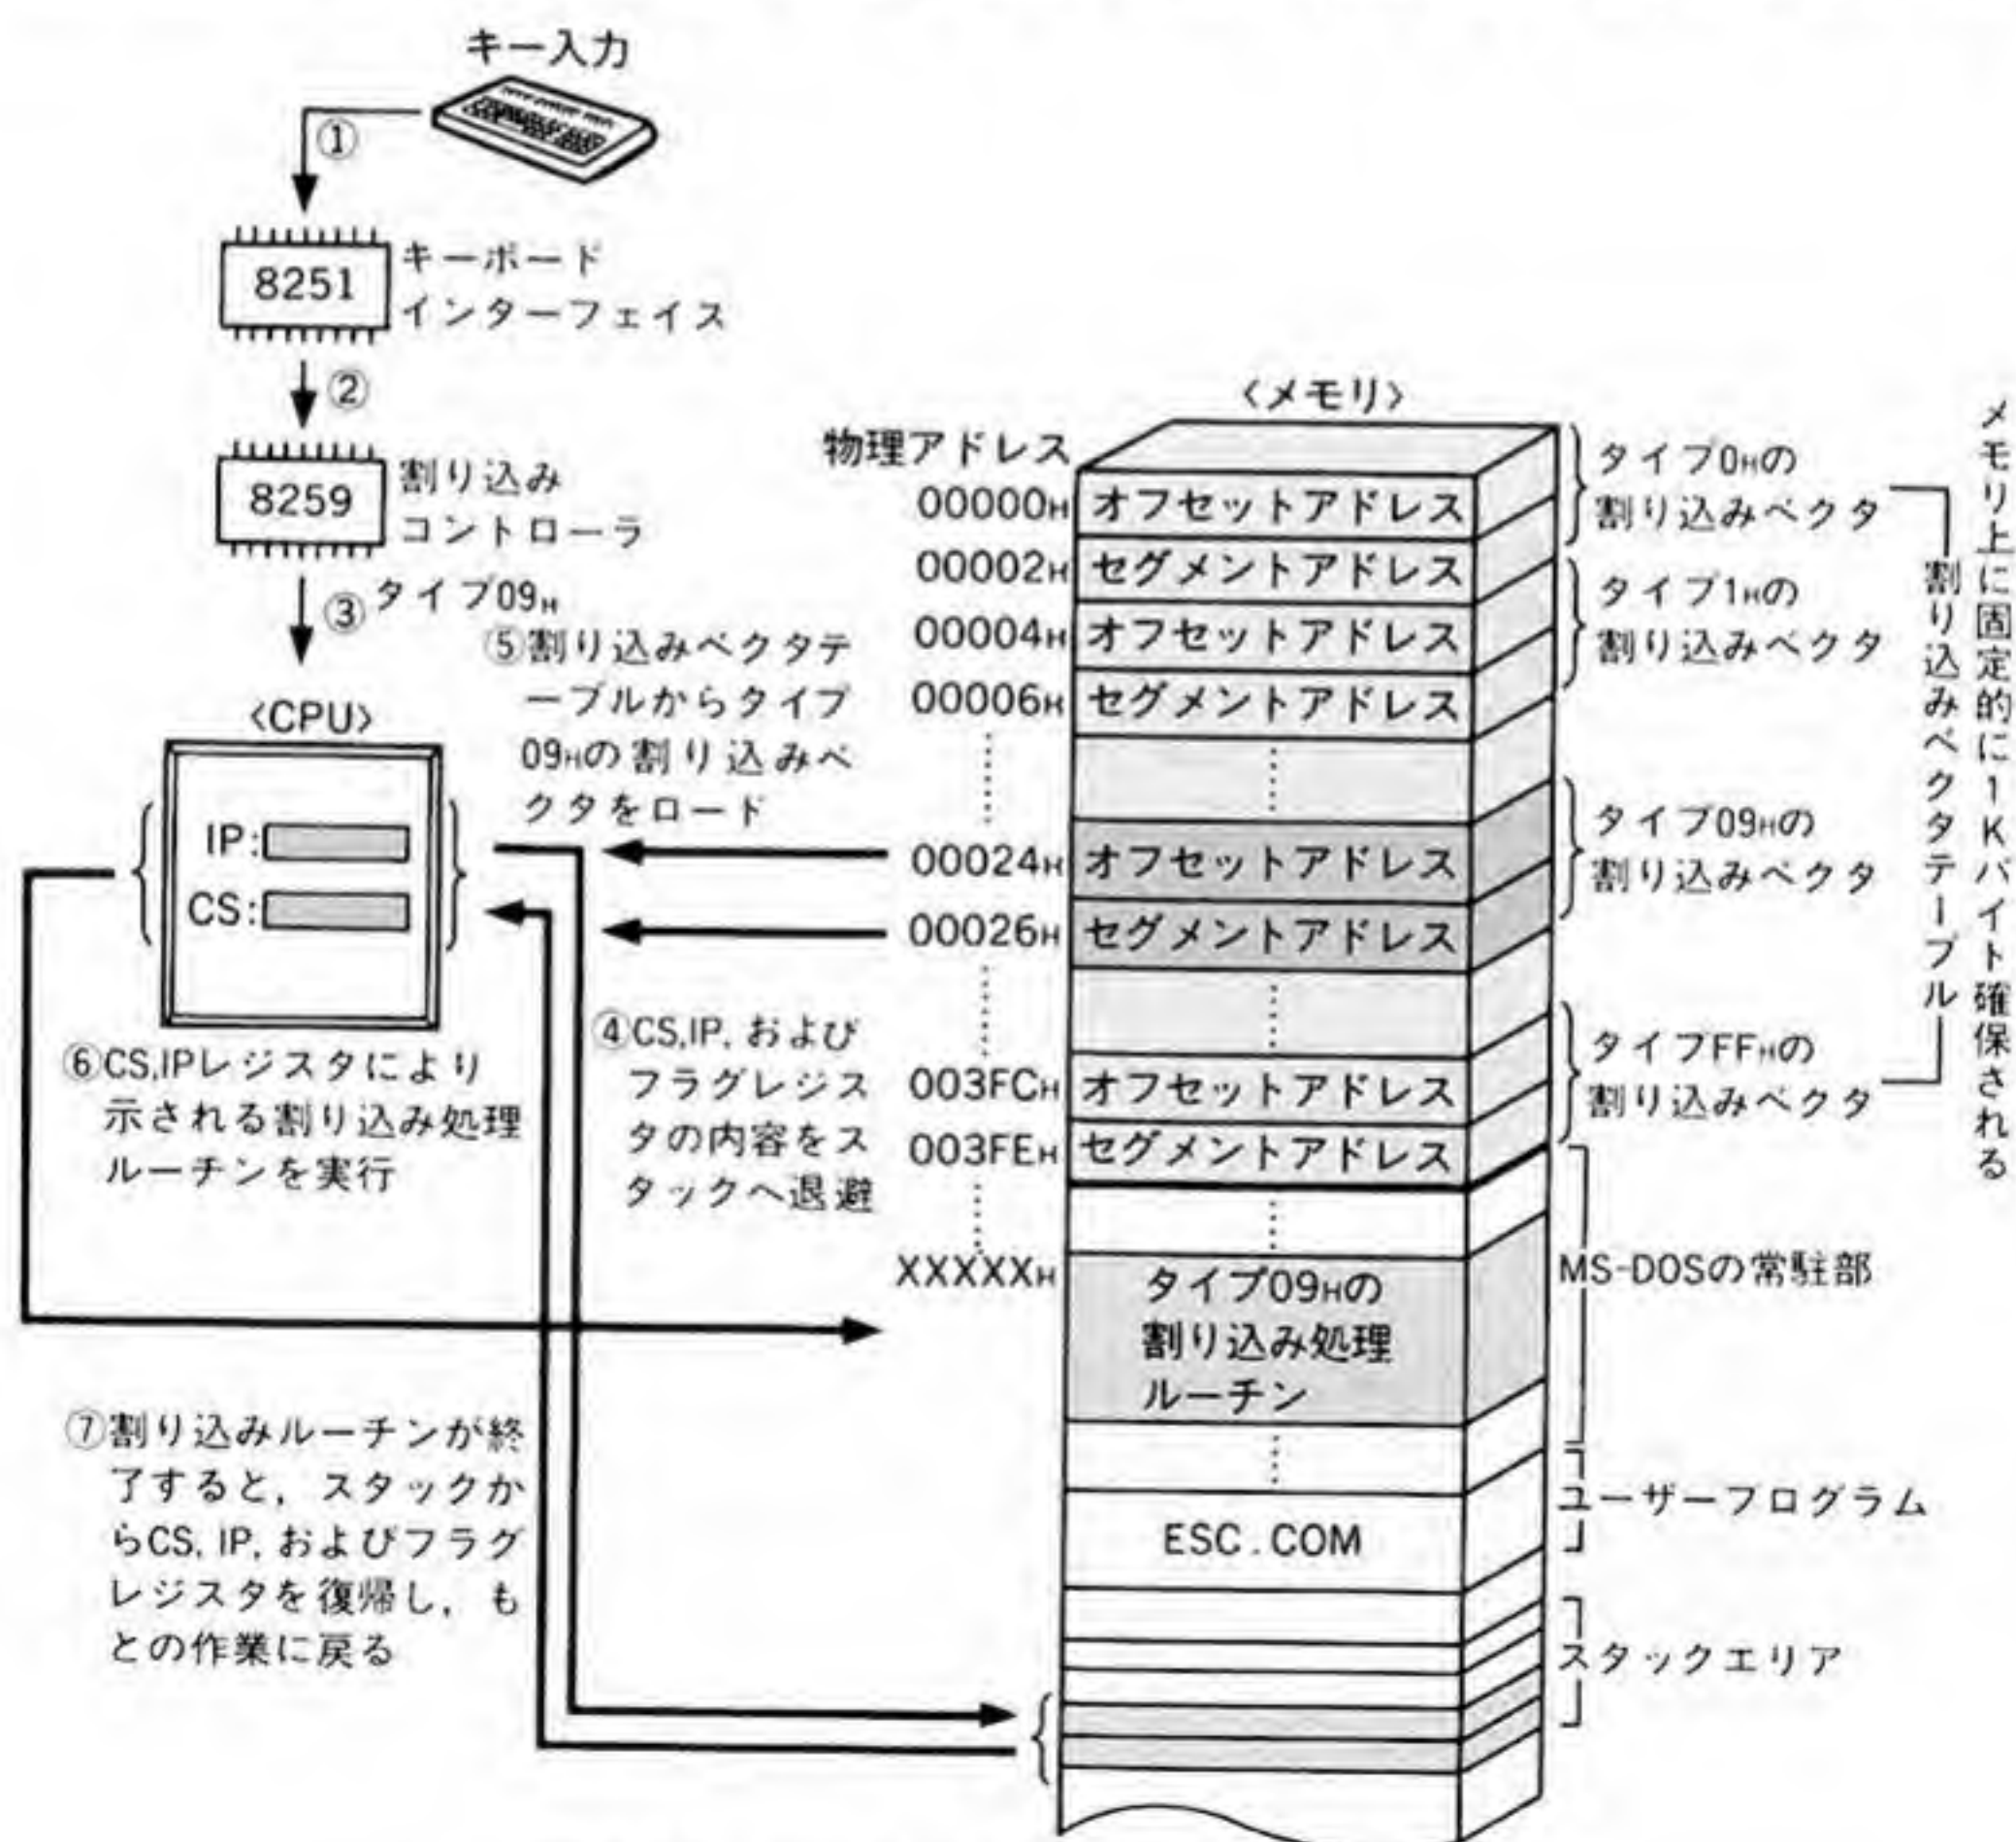 キー入力
①
8251
キーボード
インターフェイス
②
8259
割り込み
コントローラ
③タイプ09H
〈CPU〉
IP:
CS:
⑤割り込みベクタテ
ーブルからタイプ
09Hの割り込みベ
クタをロード
④CS,IP, および
フラグレジス
タの内容をス
タックへ退避
⑥CS,IPレジスタにより
示される割り込み処理
ルーチンを実行
⑦割り込みルーチンが終
了すると，スタックか
らCS, IP, およびフラグ
レジスタを復帰し，も
との作業に戻る
〈メモリ〉
物理アドレス
00000H オフセットアドレス
00002H セグメントアドレス
00004H オフセットアドレス
00006H セグメントアドレス
00024H オフセットアドレス
00026H セグメントアドレス
003FCH オフセットアドレス
003FEH セグメントアドレス
XXXXXH
タイプ09Hの
割り込み処理
ルーチン
ESC.COM
タイプ0Hの
割り込みベクタ
タイプ1Hの
割り込みベクタ
タイプ09Hの
割り込みベクタ
タイプFFHの
割り込みベクタ
MS-DOSの常駐部
ユーザープログラム
スタックエリア
メモリ上に固定的に1Kバイト確保される
割り込みベクタテーブル